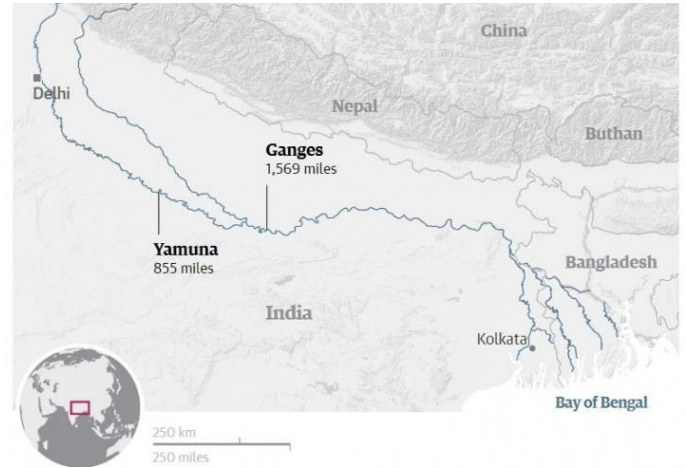 China
Delhi
Nepal
Buthan
Ganges
1,569 miles
Yamuna
855 miles
Bangladesh
India
Kolkata
Bay of Bengal
250 km
250 miles